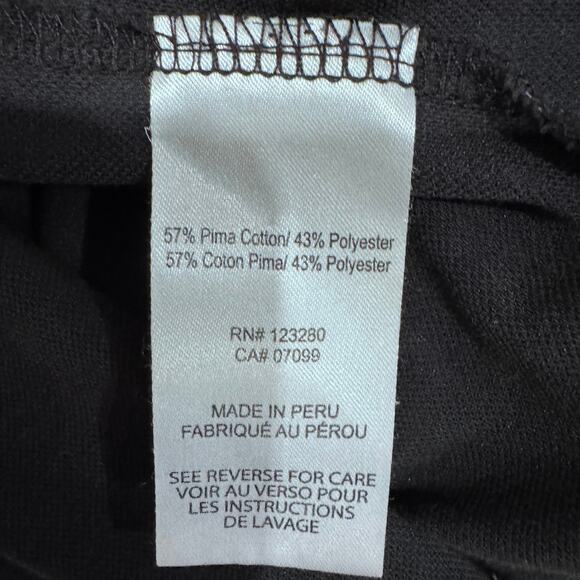 57% Pima Cotton/ 43% Polyester
57% Coton Pima/ 43% Polyester
RN# 123280
CA# 07099
MADE IN PERU
FABRIQUÉ AU PÉROU
SEE REVERSE FOR CARE
VOIR AU VERSO POUR
LES INSTRUCTIONS
DE LAVAGE